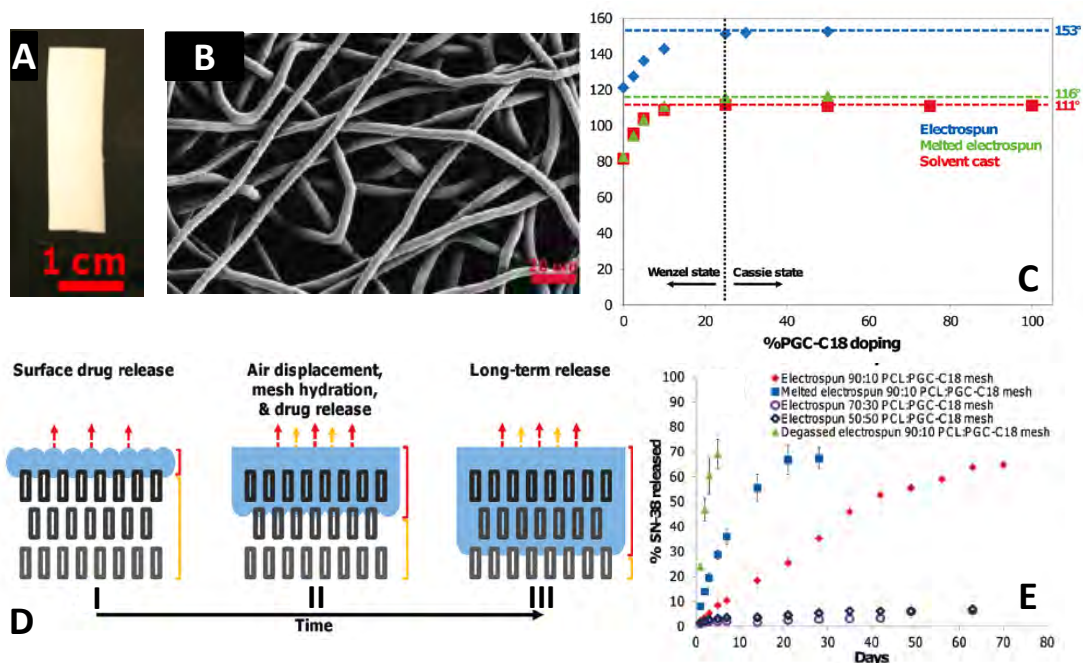 A
1 cm
B
20 µm
160
140
120
100
80
60
40
20
0
153°
116°
111°
Electrospun
Melted electrospun
Solvent cast
Wenzel state
Cassie state
C
0
20
40
60
80
100
%PGC-C18 doping
Surface drug release
Air displacement,
mesh hydration,
& drug release
Long-term release
I
II
III
Time
D
100
90
80
70
60
50
40
30
20
10
0
% SN-38 released
Electrospun 90:10 PCL:PGC-C18 mesh
Melted electrospun 90:10 PCL:PGC-C18 mesh
Electrospun 70:30 PCL:PGC-C18 mesh
Electrospun 50:50 PCL:PGC-C18 mesh
Degassed electrospun 90:10 PCL:PGC-C18 mesh
E
0
10
20
30
40
50
60
70
80
Days